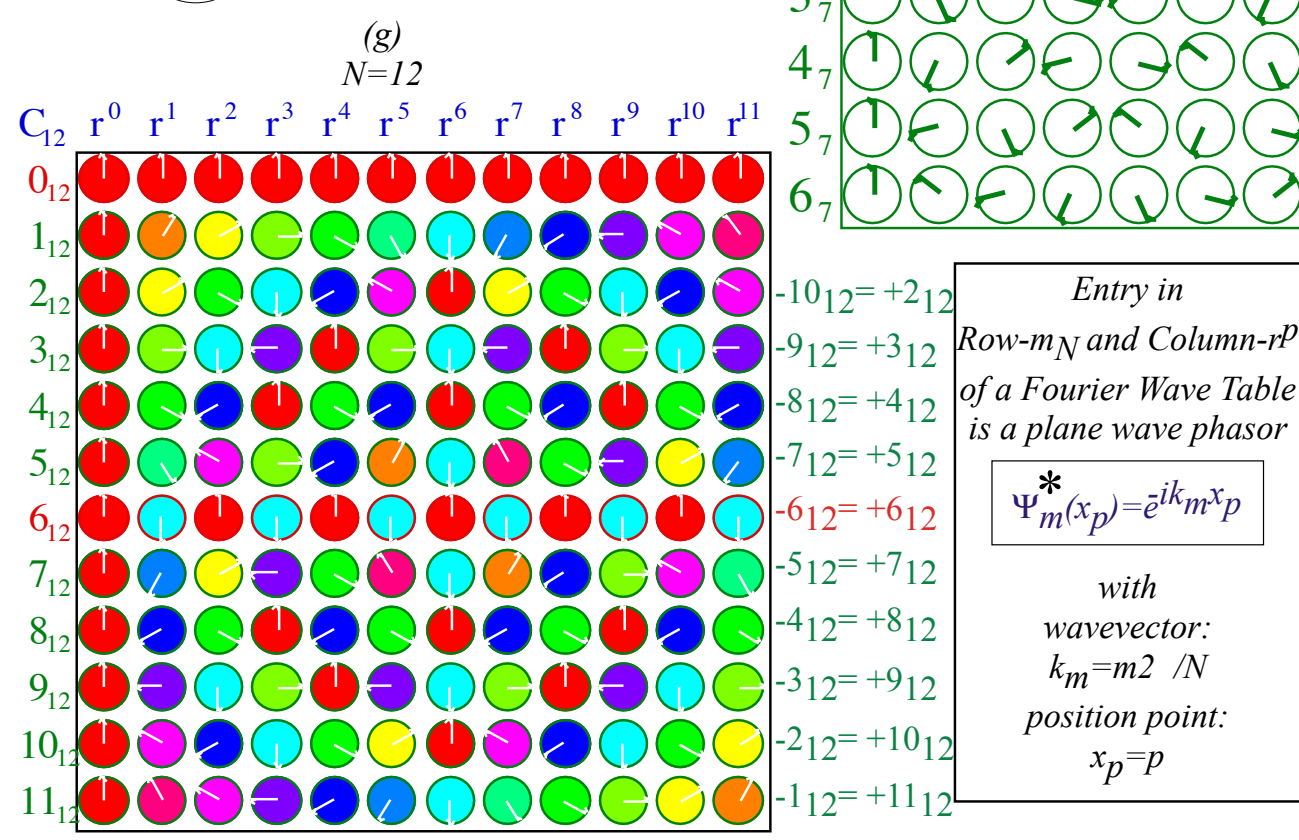 (g)
N=12
C12 r0 r1 r2 r3 r4 r5 r6 r7 r8 r9 r10 r11
012
112
212
312
412
512
612
712
812
912
1012
1112
-1012= +212
-912= +312
-812= +412
-712= +512
-612= +612
-512= +712
-412= +812
-312= +912
-212= +1012
-112= +1112
47
57
67
Entry in
Row-mN and Column-rp
of a Fourier Wave Table
is a plane wave phasor
Ψ*m(xp)=ēikmxp
with
wavevector:
km=m2 /N
position point:
xp=p